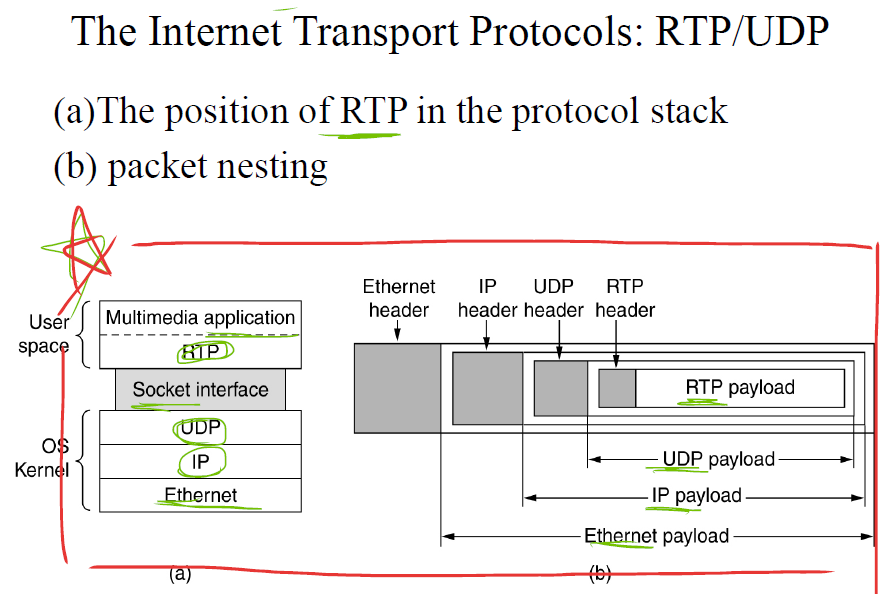 The Internet Transport Protocols: RTP/UDP
(a)The position of RTP in the protocol stack
(b) packet nesting
User
space
Multimedia application
RTP
Socket interface
OS
Kernel
UDP
IP
Ethernet
(a)
Ethernet
header
IP
header
UDP
header
RTP
header
RTP payload
UDP payload
IP payload
Ethernet payload
(b)